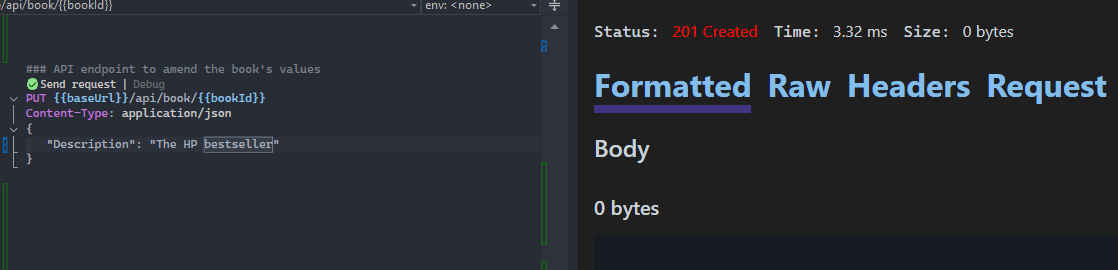 /api/book/{{bookId}}
env: <none>
### API endpoint to amend the book's values
Send request | Debug
PUT {{baseUrl}}/api/book/{{bookId}}
Content-Type: application/json
{
"Description": "The HP bestseller"
}
Status: 201 Created Time: 3.32 ms Size: 0 bytes
Formatted Raw Headers Request
Body
0 bytes